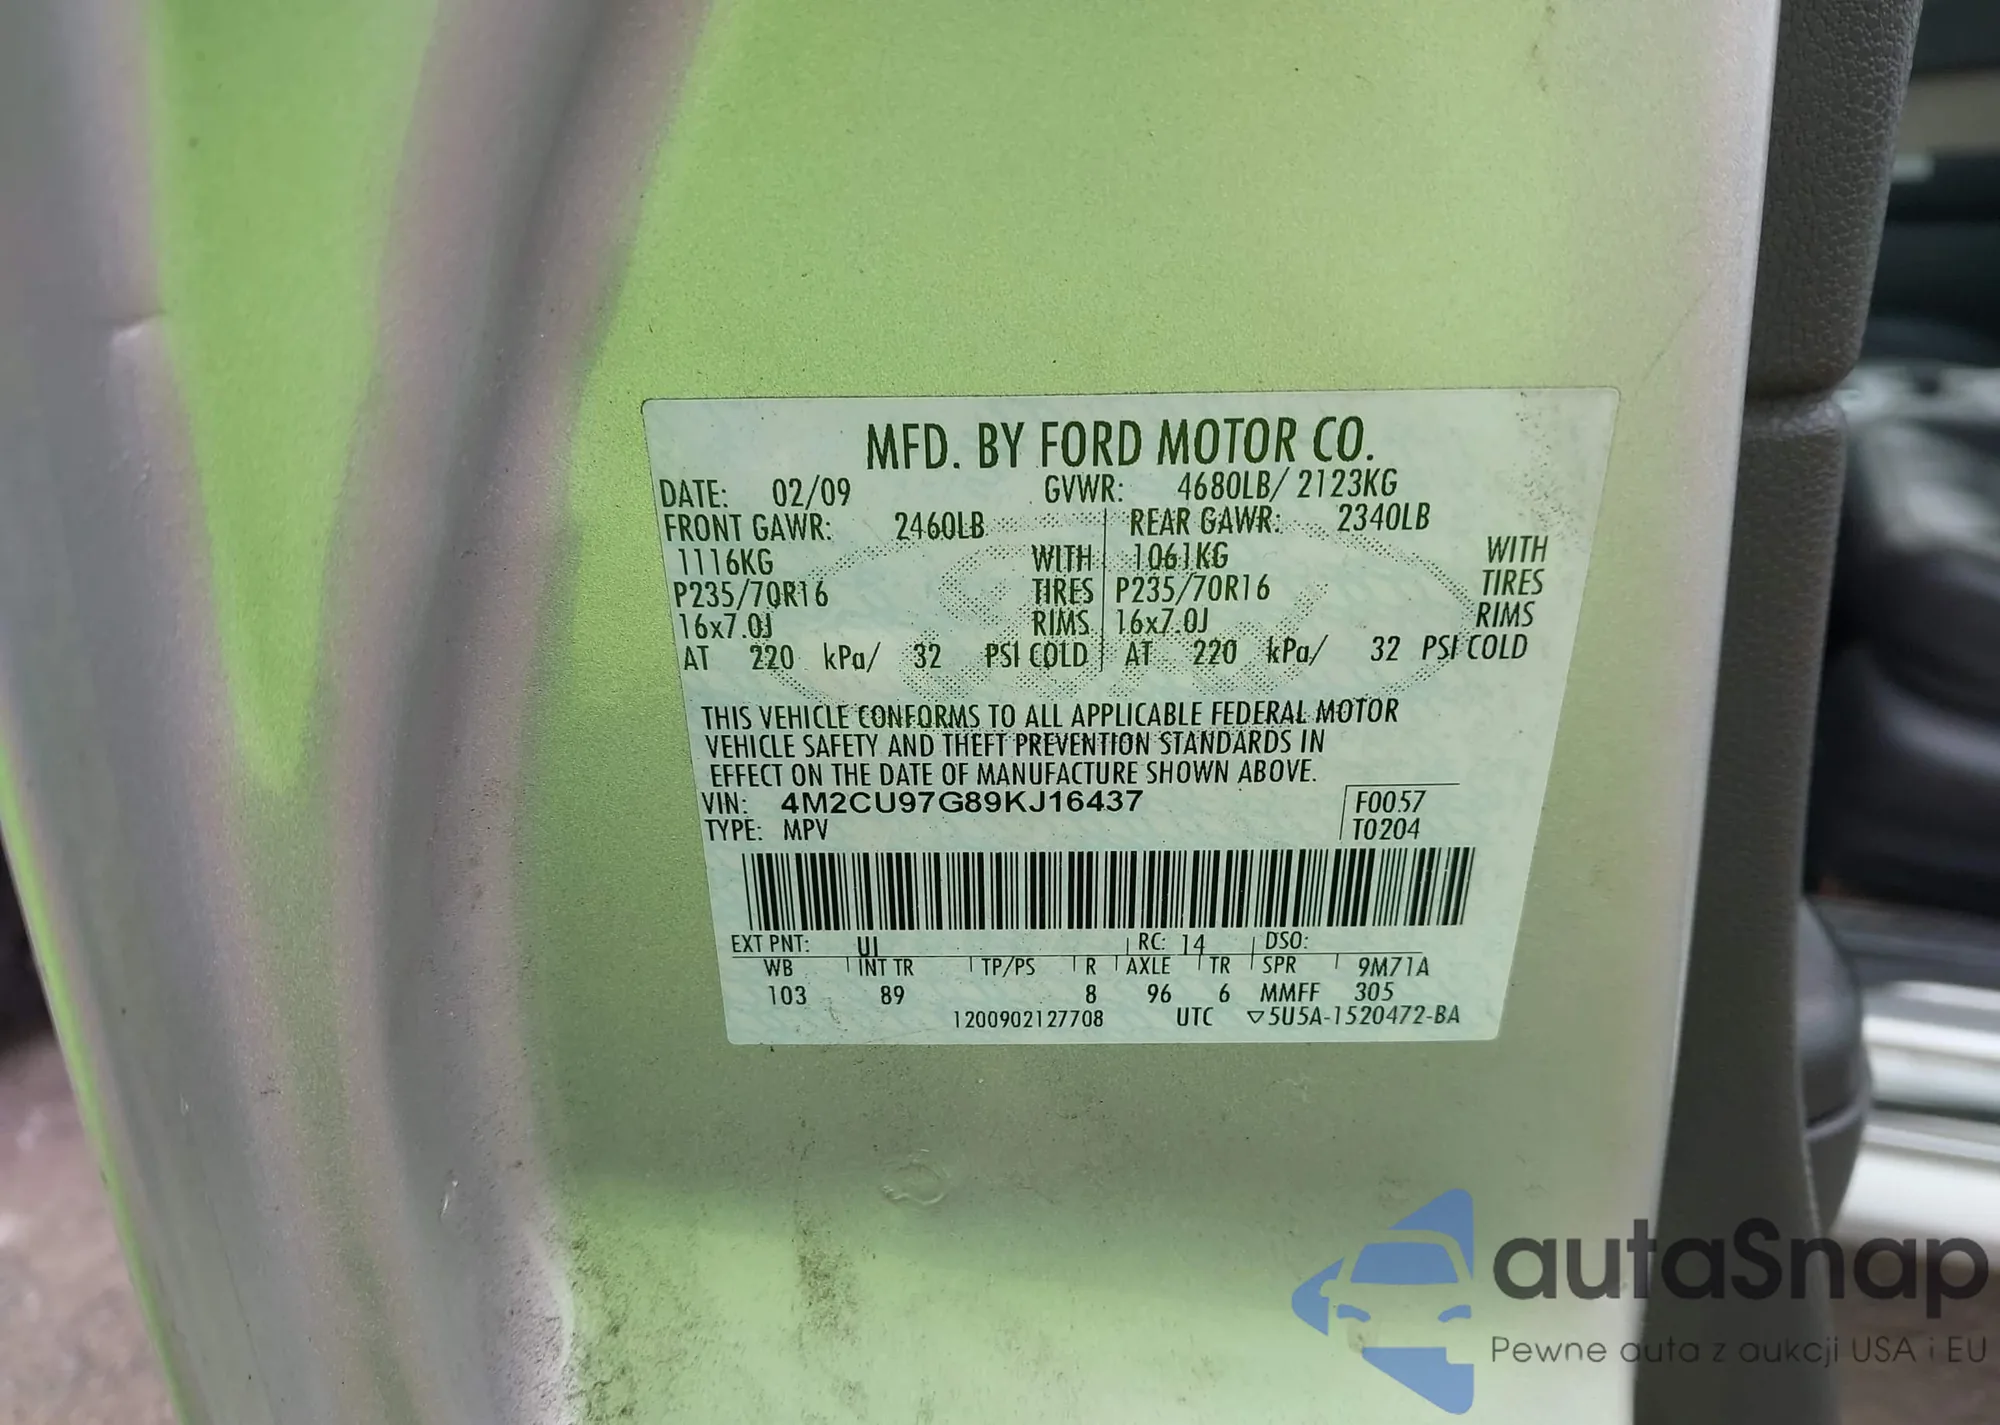 MFD. BY FORD MOTOR CO.
DATE: 02/09 GVWR: 4680LB/ 2123KG
FRONT GAWR: 2460LB REAR GAWR: 2340LB
1116KG WITH 1061KG WITH
P235/70R16 TIRES P235/70R16 TIRES
16x7.0J RIMS 16x7.0J RIMS
AT 220 kPa/ 32 PSI COLD AT 220 kPa/ 32 PSI COLD
THIS VEHICLE CONFORMS TO ALL APPLICABLE FEDERAL MOTOR
VEHICLE SAFETY AND THEFT PREVENTION STANDARDS IN
EFFECT ON THE DATE OF MANUFACTURE SHOWN ABOVE.
VIN: 4M2CU97G89KJ16437 F0057
TYPE: MPV T0204
EXT PNT: UI RC: 14 DSO:
WB INT TR TP/PS R AXLE TR SPR 9M71A
103 89 8 96 6 MMFF 305
1200902127708 UTC ▽5U5A-1520472-BA
autaSnap
Pewne auta z aukcji USA i EU